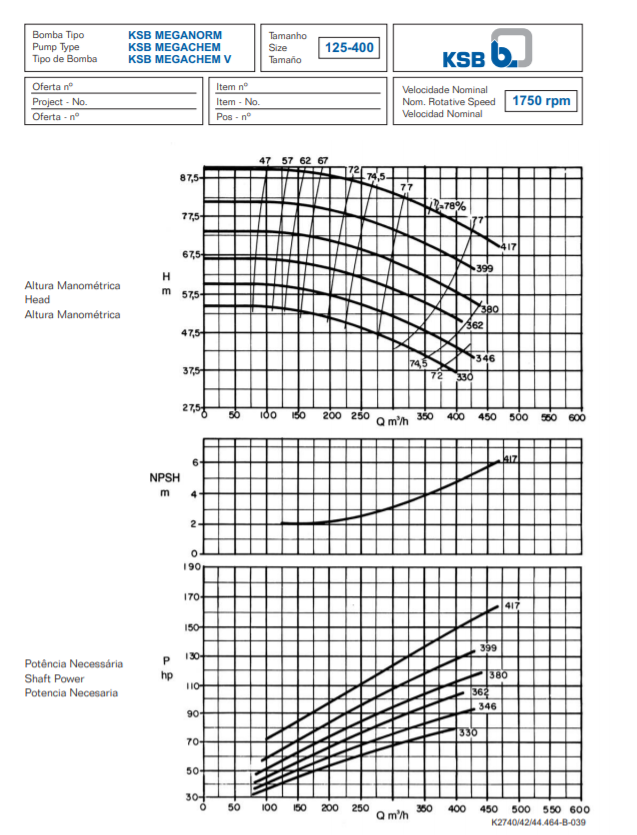 Bomba Tipo KSB MEGANORM
Pump Type KSB MEGACHEM
Tipo de Bomba KSB MEGACHEM V
Tamanho
Size 125-400
Tamaño
KSB b
Oferta nº
Project - No.
Oferta - nº
Item nº
Item - No.
Pos - nº
Velocidade Nominal
Nom. Rotative Speed 1750 rpm
Velocidad Nominal
47 57 62 67 72 74,5 77 η=78% 77
87,5
77,5
67,5
57,5
47,5
37,5
27,5
417
399
380
362
346
330
74,5
72
Altura Manométrica
Head
Altura Manométrica
H
m
0 50 100 150 200 250 Q m³/h 350 400 450 500 550 600
NPSH
m
6
4
2
0
417
190
170
150
130
110
90
70
50
30
417
399
380
362
346
330
Potência Necessária
Shaft Power
Potencia Necesaria
P
hp
0 50 100 150 200 250 Q m³/h 350 400 450 500 550 600
K2740/42/44.464-B-039